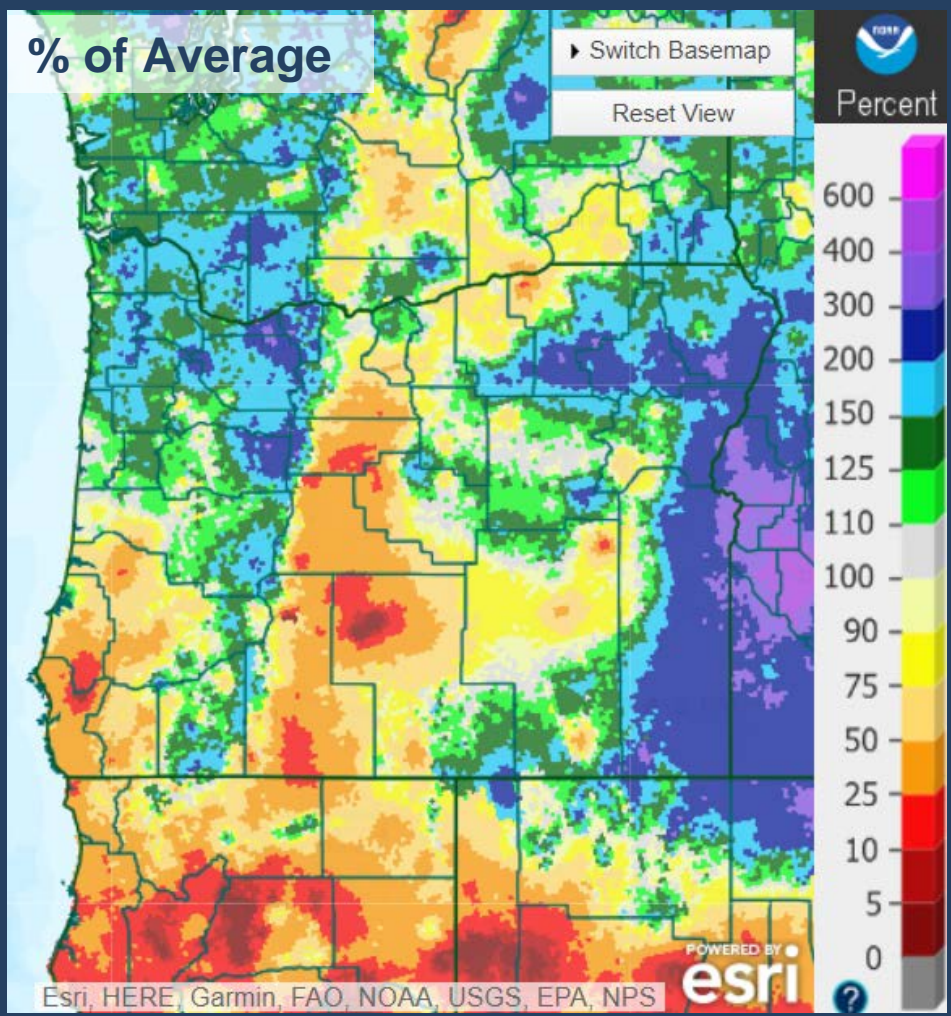 % of Average
Switch Basemap
Reset View
NOAA
Percent
600
400
300
200
150
125
110
100
90
75
50
25
10
5
0
POWERED BY
esri
Esri, HERE, Garmin, FAO, NOAA, USGS, EPA, NPS
?